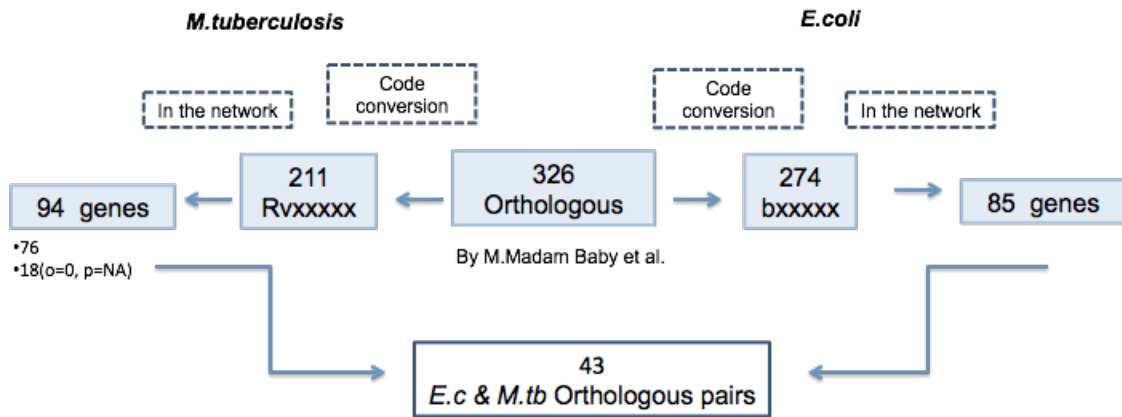 M.tuberculosis
E.coli
In the network
Code
conversion
Code
conversion
In the network
94 genes
211
Rvxxxxx
326
Orthologous
274
bxxxxx
85 genes
•76
•18(o=0, p=NA)
By M.Madam Baby et al.
43
E.c & M.tb Orthologous pairs